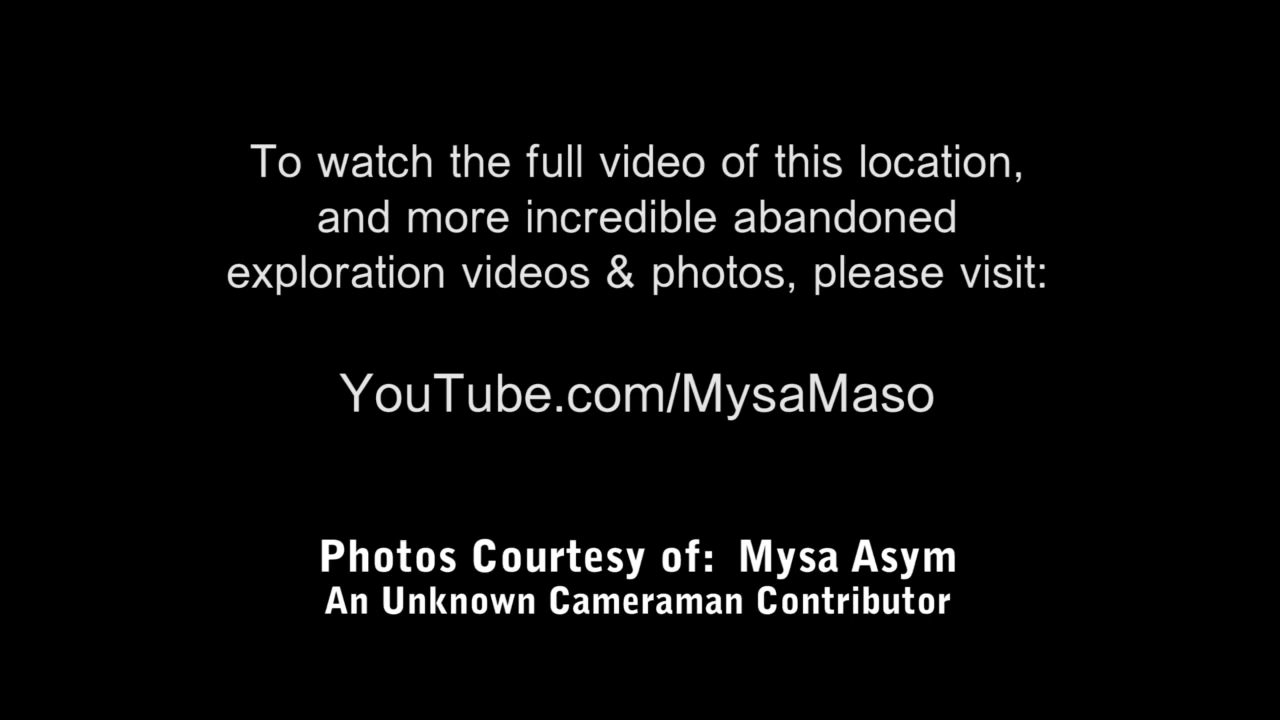 To watch the full video of this location,
and more incredible abandoned
exploration videos & photos, please visit:
YouTube.com/MysaMaso
Photos Courtesy of: Mysa Asym
An Unknown Cameraman Contributor